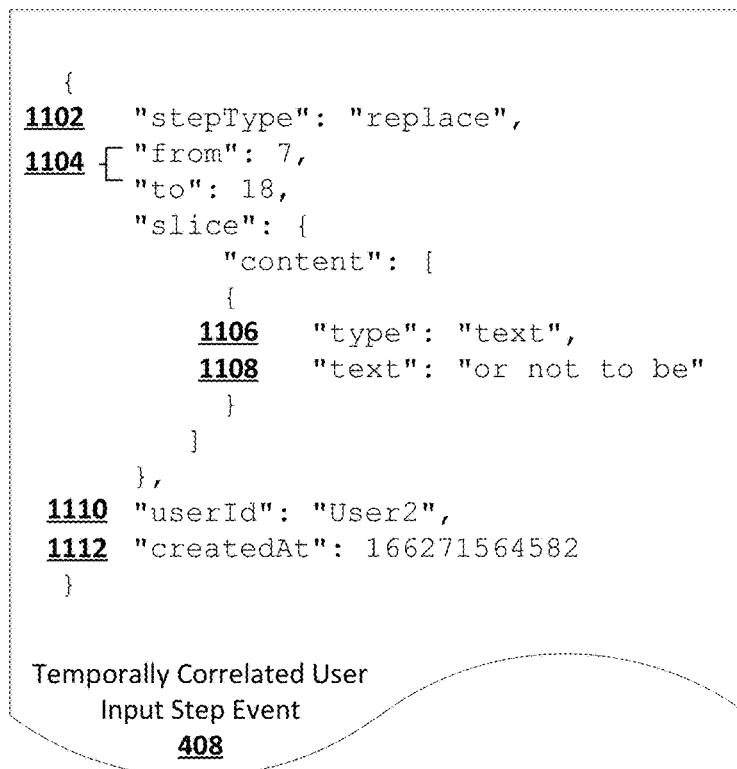 {
1102 "stepType": "replace",
1104 "from": 7,
"to": 18,
"slice": {
"content": [
{
1106 "type": "text",
1108 "text": "or not to be"
}
]
},
1110 "userId": "User2",
1112 "createdAt": 166271564582
}
Temporally Correlated User
Input Step Event
408